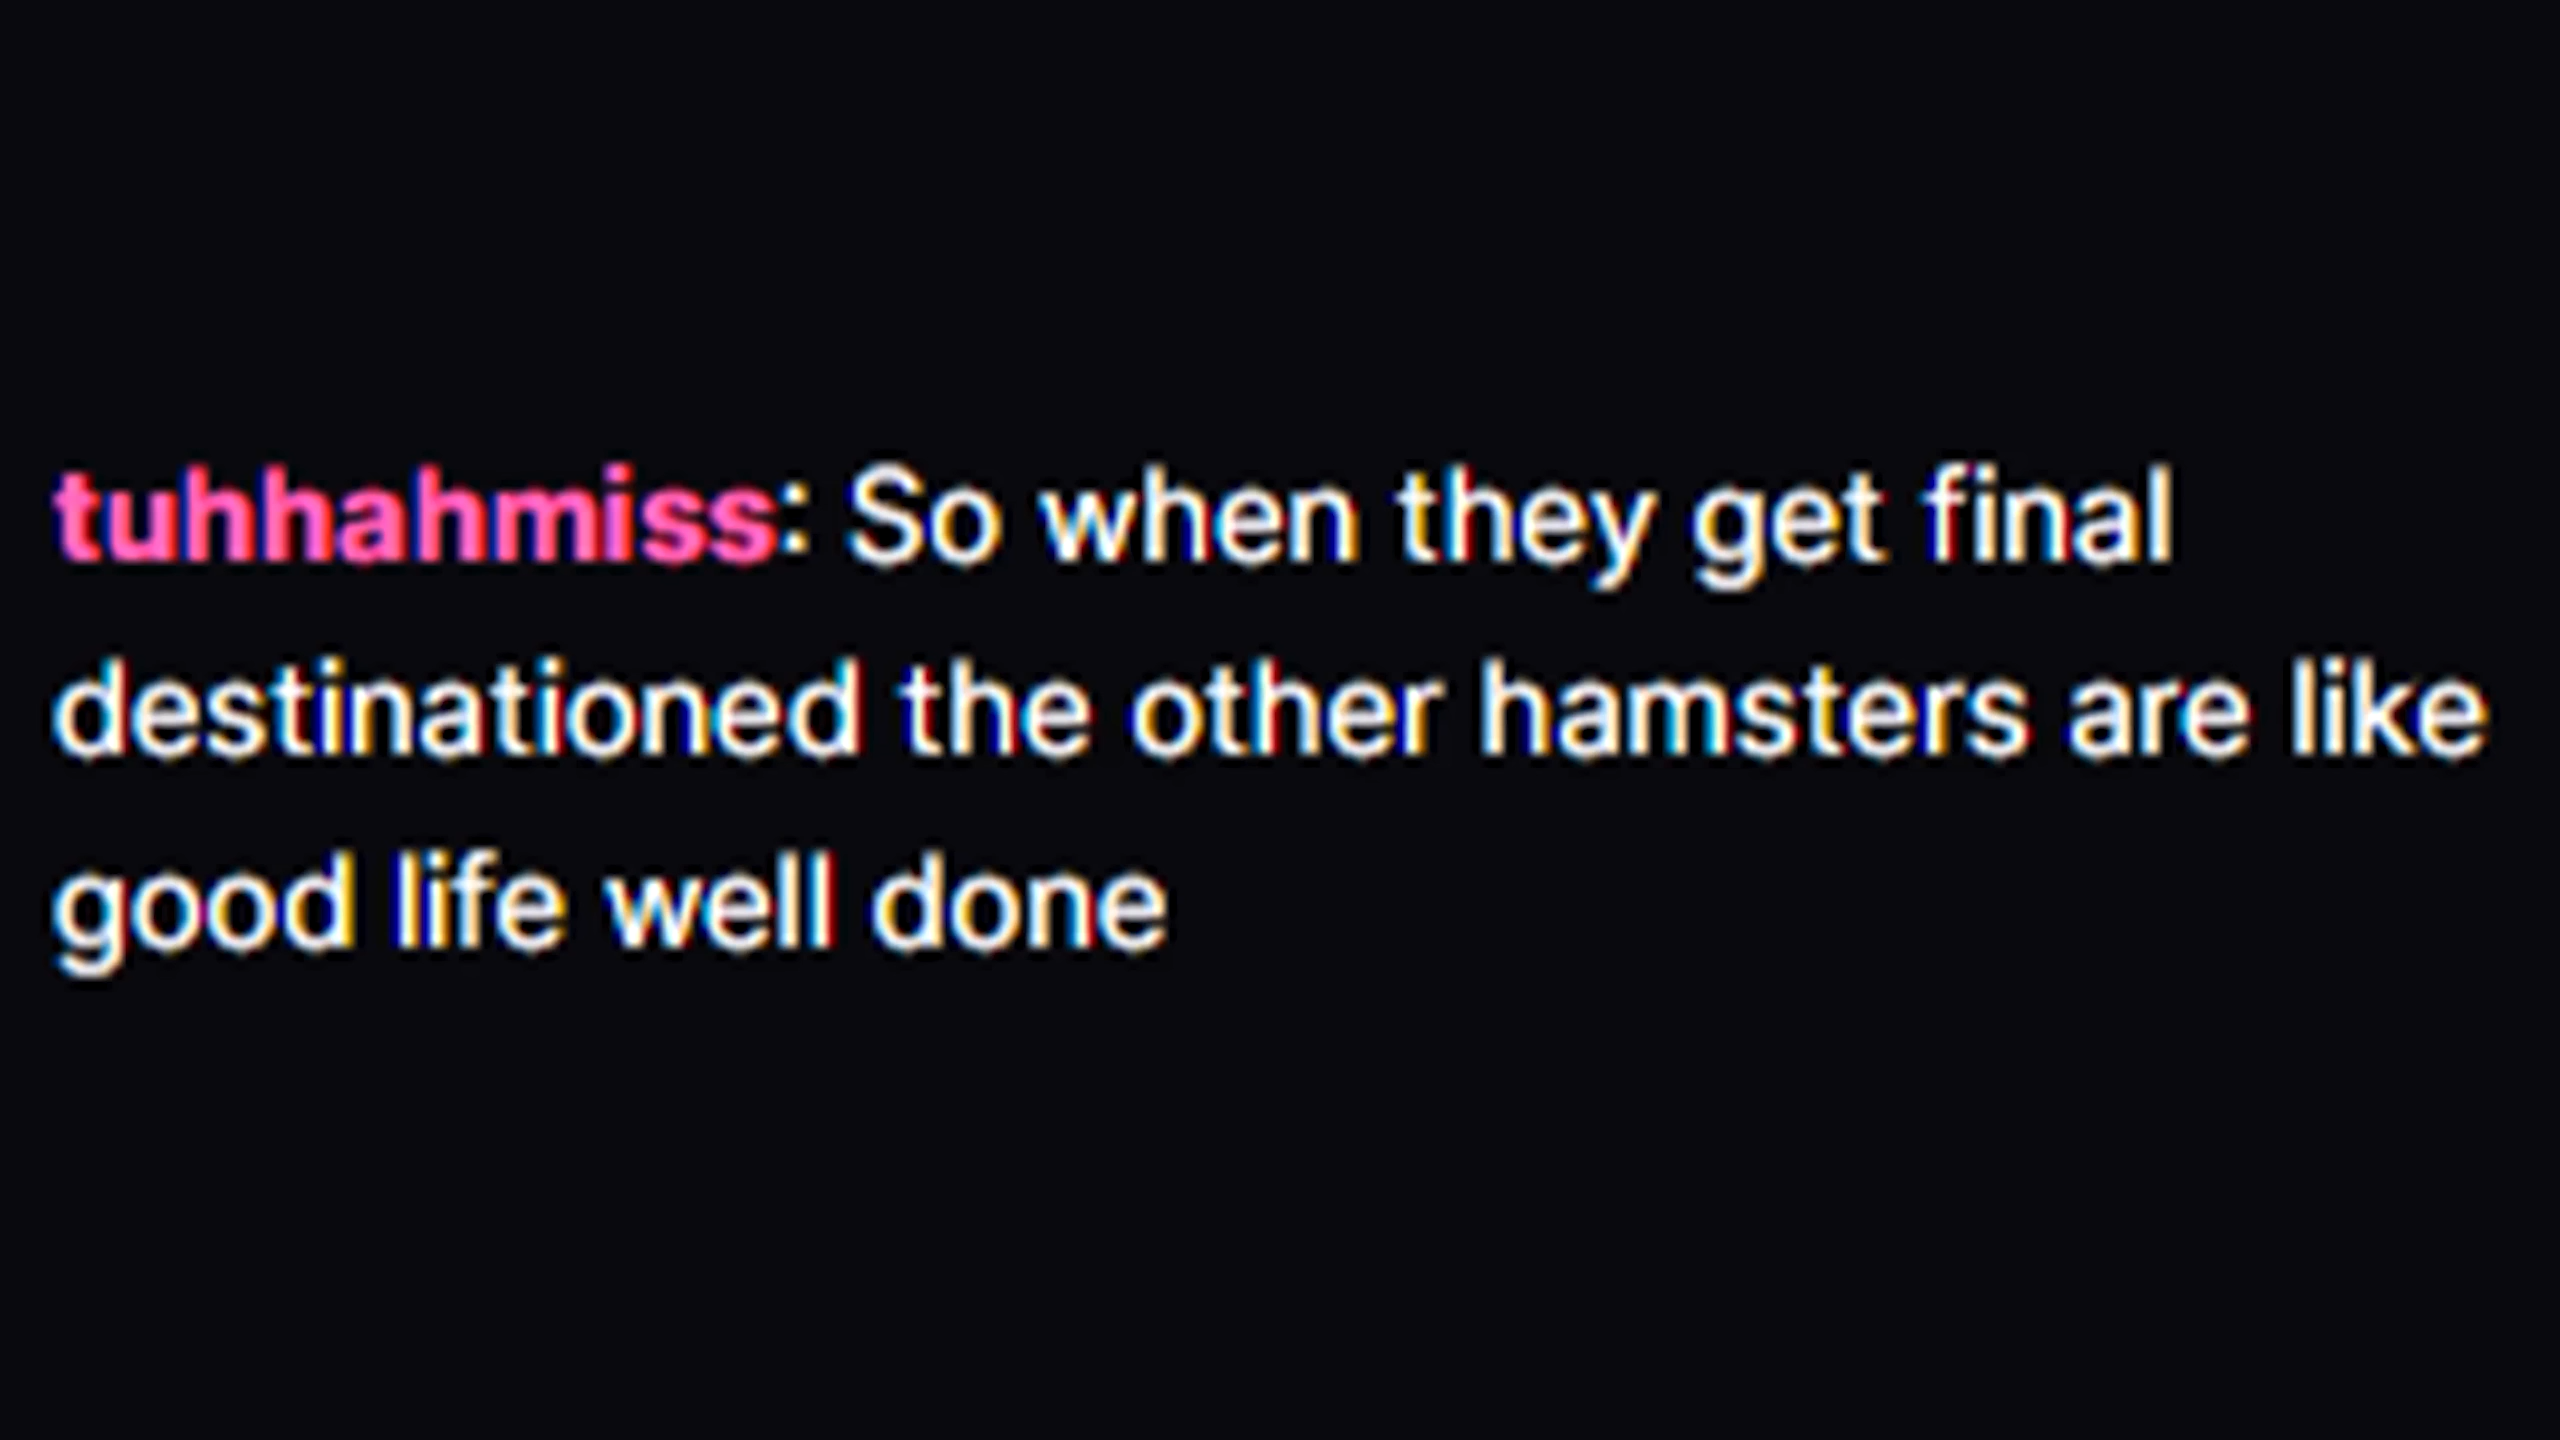 tuhhahmiss: So when they get final
destinationed the other hamsters are like
good life well done